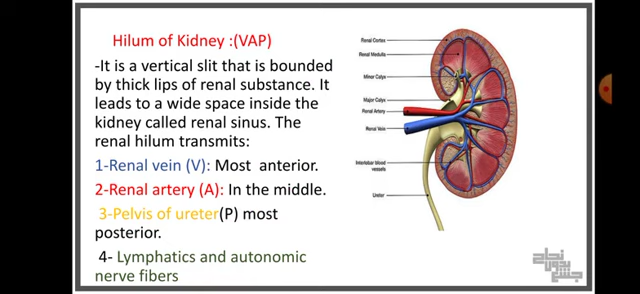 Hilum of Kidney :(VAP)
-It is a vertical slit that is bounded
by thick lips of renal substance. It
leads to a wide space inside the
kidney called renal sinus. The
renal hilum transmits:
1-Renal vein (V): Most anterior.
2-Renal artery (A): In the middle.
3-Pelvis of ureter(P) most
posterior.
4- Lymphatics and autonomic
nerve fibers
Renal Cortex
Renal Medulla
Minor Calyx
Major Calyx
Renal Artery
Renal Vein
Interlobar blood
vessels
Ureter